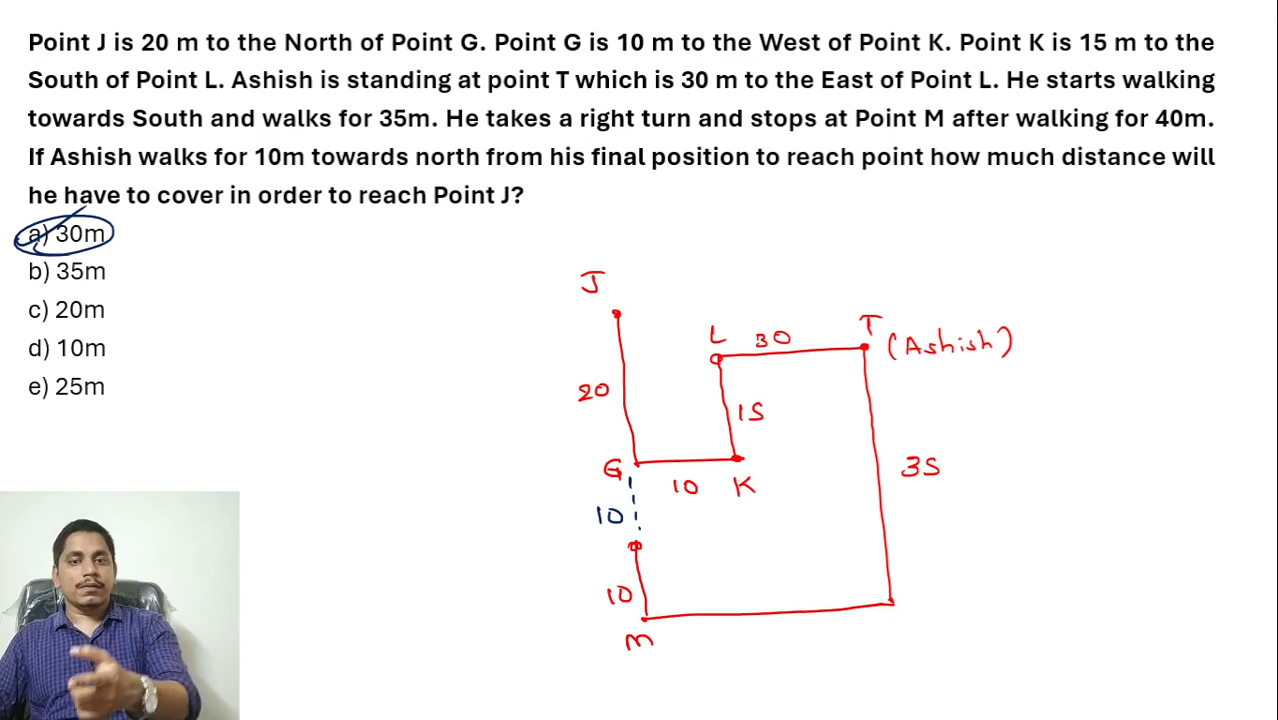 Point J is 20 m to the North of Point G. Point G is 10 m to the West of Point K. Point K is 15 m to the
South of Point L. Ashish is standing at point T which is 30 m to the East of Point L. He starts walking
towards South and walks for 35m. He takes a right turn and stops at Point M after walking for 40m.
If Ashish walks for 10m towards north from his final position to reach point how much distance will
he have to cover in order to reach Point J?
a) 30m
b) 35m
c) 20m
d) 10m
e) 25m
J
L 30 T
(Ashish)
20
15
G
10 K
35
10
10
M